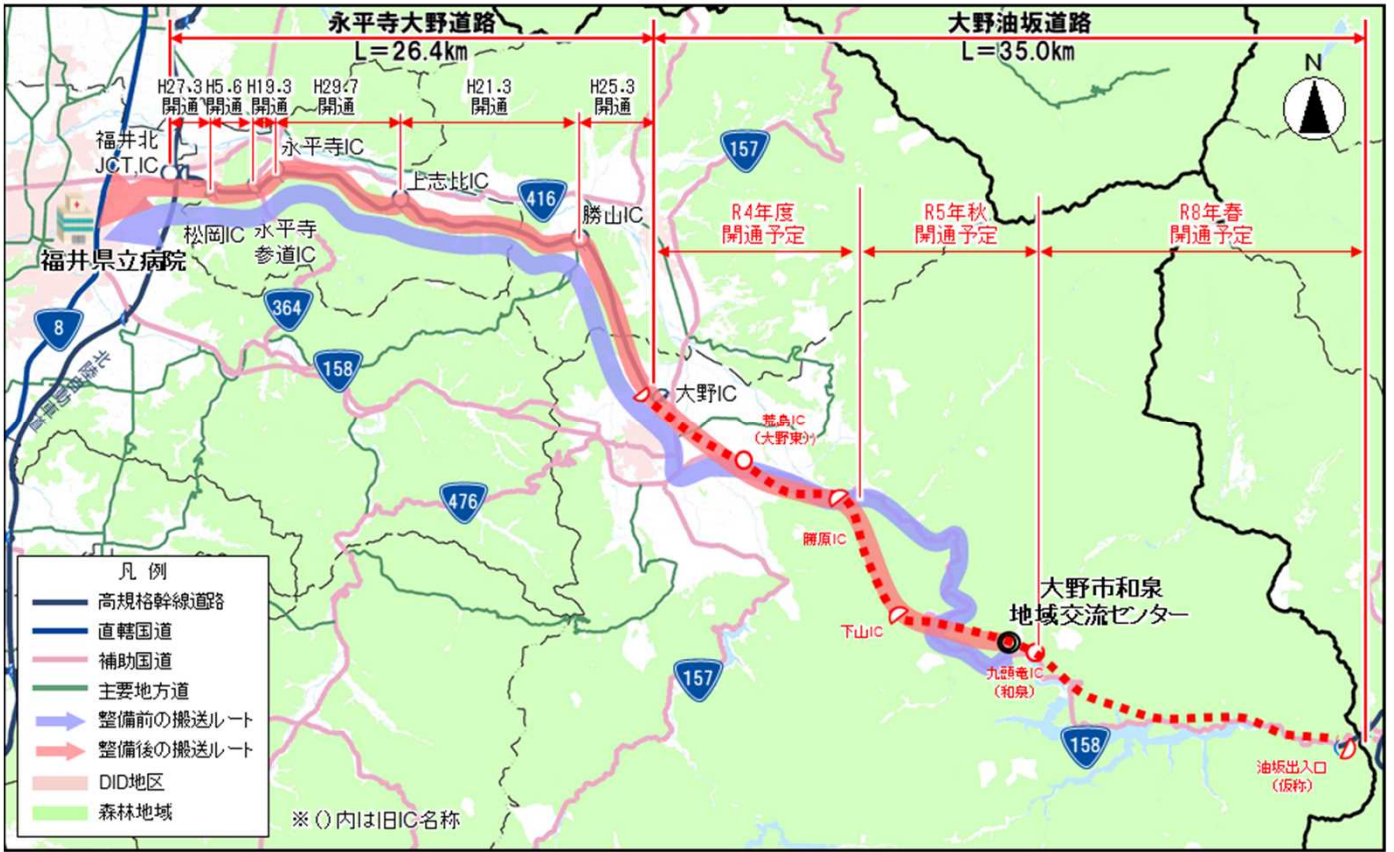 永平寺大野道路
L=26.4km
大野油坂道路
L=35.0km
H27.3
開通
H5.6
開通
H19.3
開通
H29.7
開通
H21.3
開通
H25.3
開通
N
福井北
JCT,IC
永平寺IC
上志比IC
416
157
勝山IC
R4年度
開通予定
R5年秋
開通予定
R8年春
開通予定
松岡IC
永平寺
参道IC
福井県立病院
364
8
158
北陸自動車道
大野IC
荒島IC
(大野東)
476
勝原IC
大野市和泉
地域交流センター
下山IC
九頭竜IC
(和泉)
157
158
油坂出入口
(仮称)
凡 例
高規格幹線道路
直轄国道
補助国道
主要地方道
整備前の搬送ルート
整備後の搬送ルート
DID地区
森林地域
※()内は旧IC名称